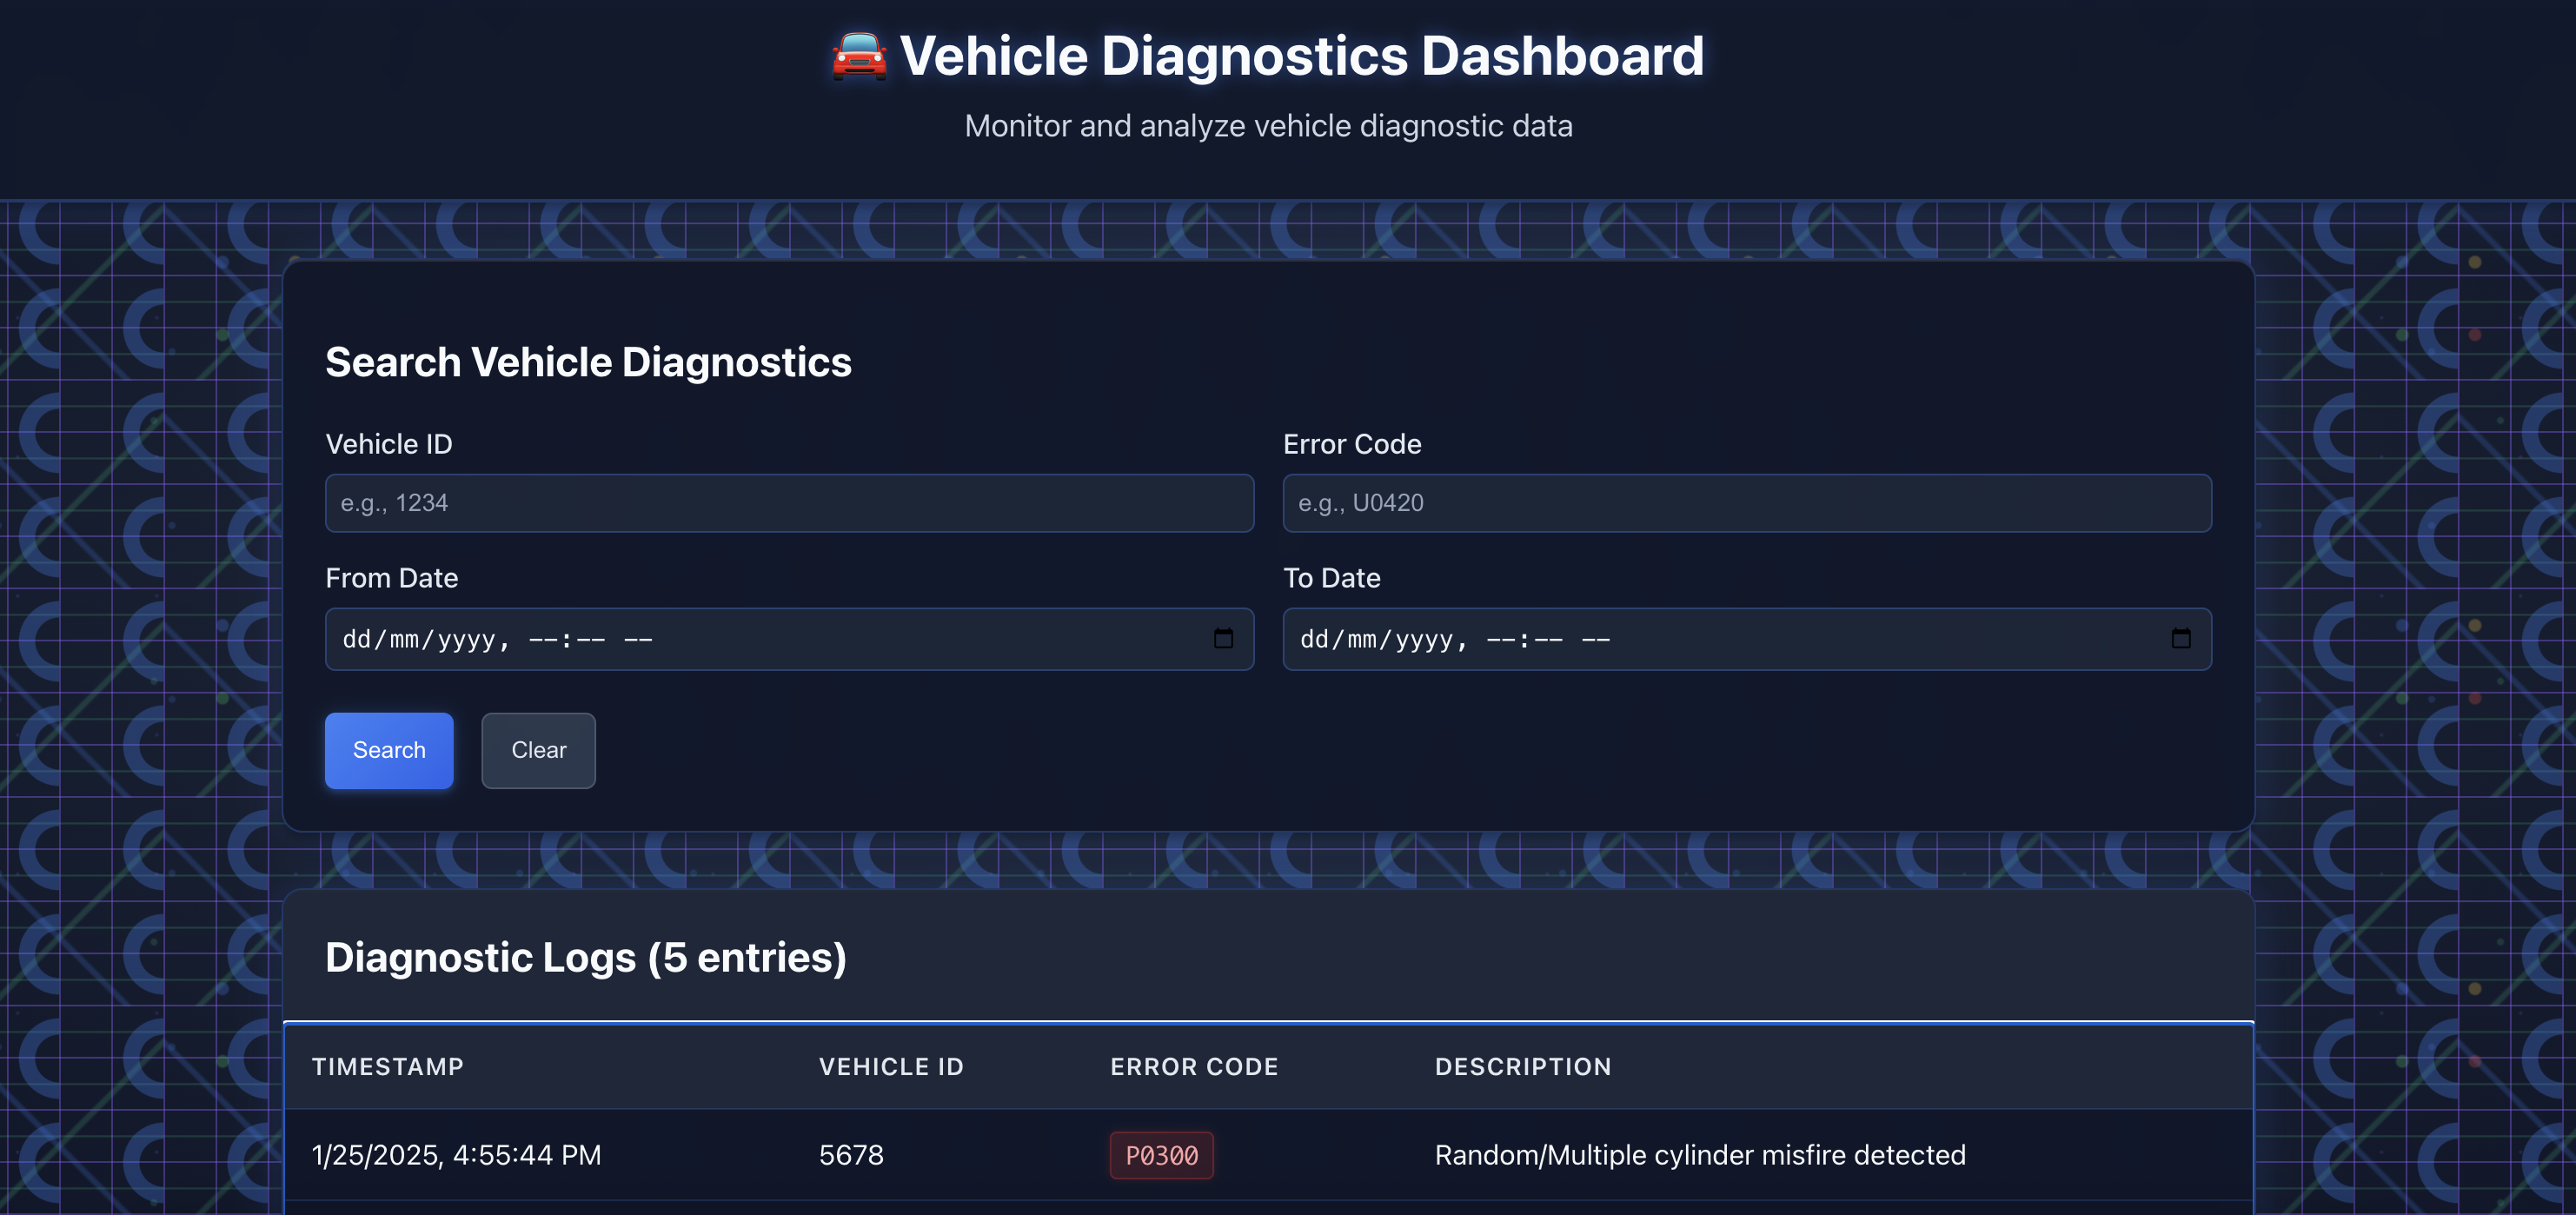 🚘 Vehicle Diagnostics Dashboard
Monitor and analyze vehicle diagnostic data
Search Vehicle Diagnostics
Vehicle ID
Error Code
e.g., 1234
e.g., U0420
From Date
To Date
dd/mm/yyyy, --:-- --
dd/mm/yyyy, --:-- --
Search
Clear
Diagnostic Logs (5 entries)
TIMESTAMP VEHICLE ID ERROR CODE DESCRIPTION
1/25/2025, 4:55:44 PM 5678 P0300 Random/Multiple cylinder misfire detected